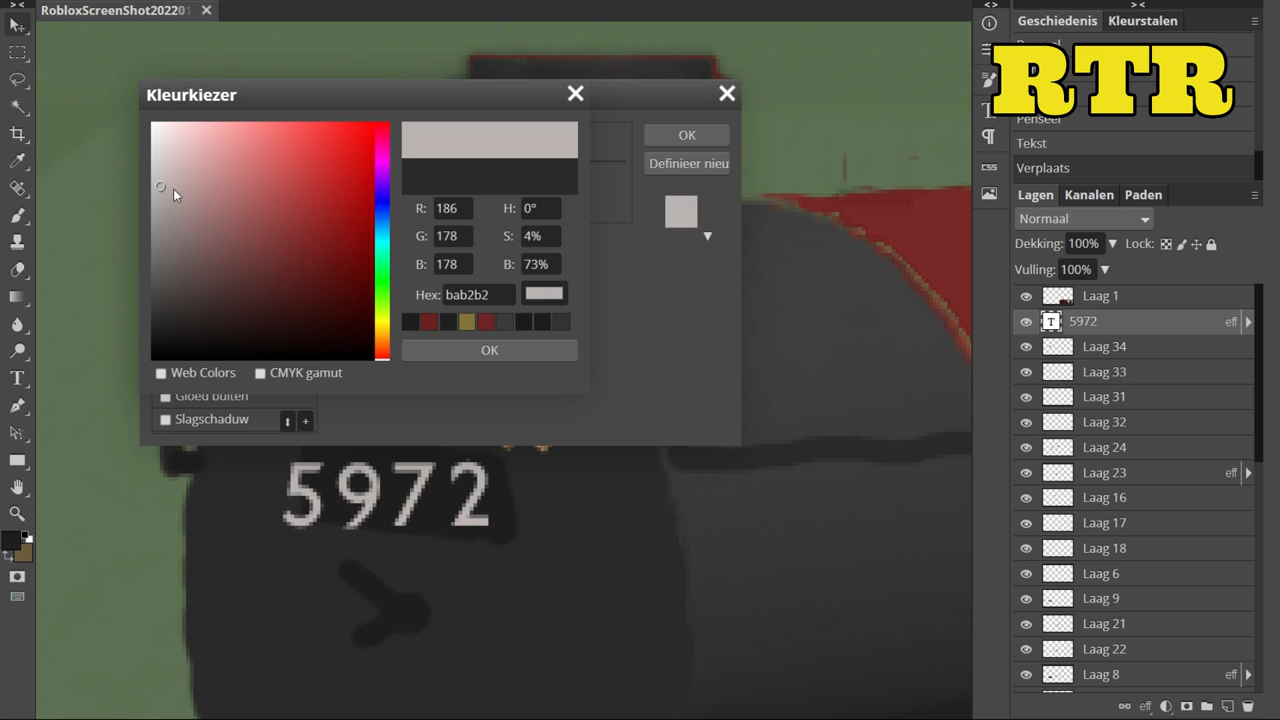 RobloxScreenShot20220
Geschiedenis Kleurstalen
RTR
Penseel
Tekst
Verplaats
Lagen Kanalen Paden
Normaal
Dekking: 100% Lock:
Vulling: 100%
Laag 1
5972 eff
Laag 34
Laag 33
Laag 31
Laag 32
Laag 24
Laag 23 eff
Laag 16
Laag 17
Laag 18
Laag 6
Laag 9
Laag 21
Laag 22
Laag 8 eff
eff
CSS
Kleurkiezer
OK
Definieer nieu
R: 186 H: 0°
G: 178 S: 4%
B: 178 B: 73%
Hex: bab2b2
OK
Web Colors CMYK gamut
Gloed buiten
Slagschaduw
5972